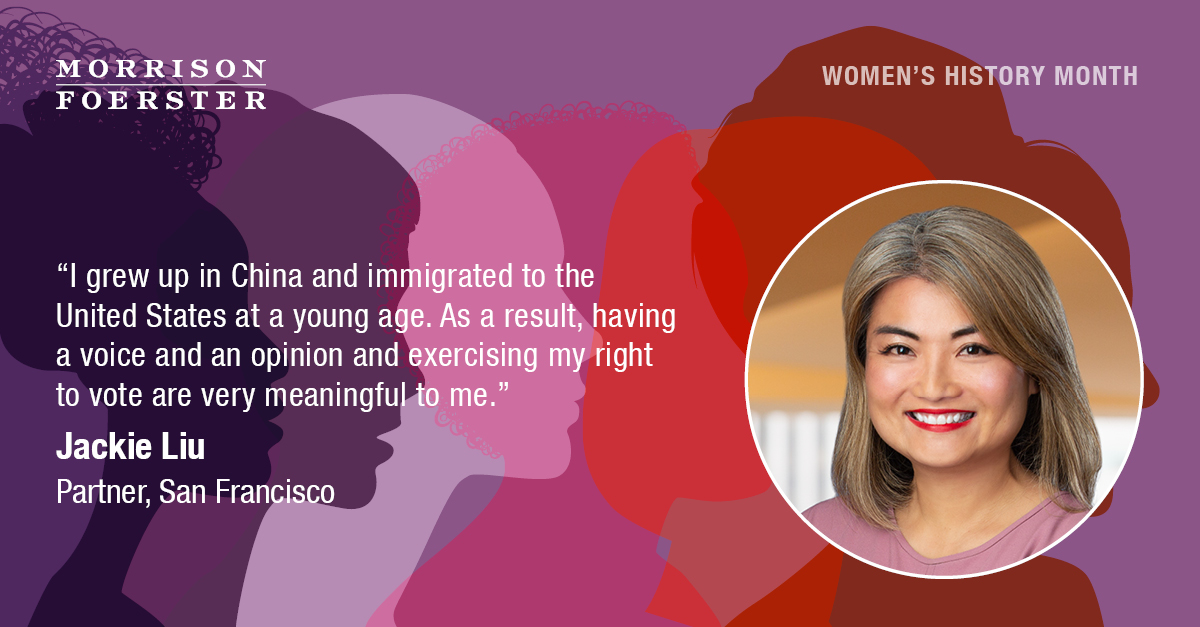 MORRISON
FOERSTER
WOMEN’S HISTORY MONTH
“I grew up in China and immigrated to the
United States at a young age. As a result, having
a voice and an opinion and exercising my right
to vote are very meaningful to me.”
Jackie Liu
Partner, San Francisco